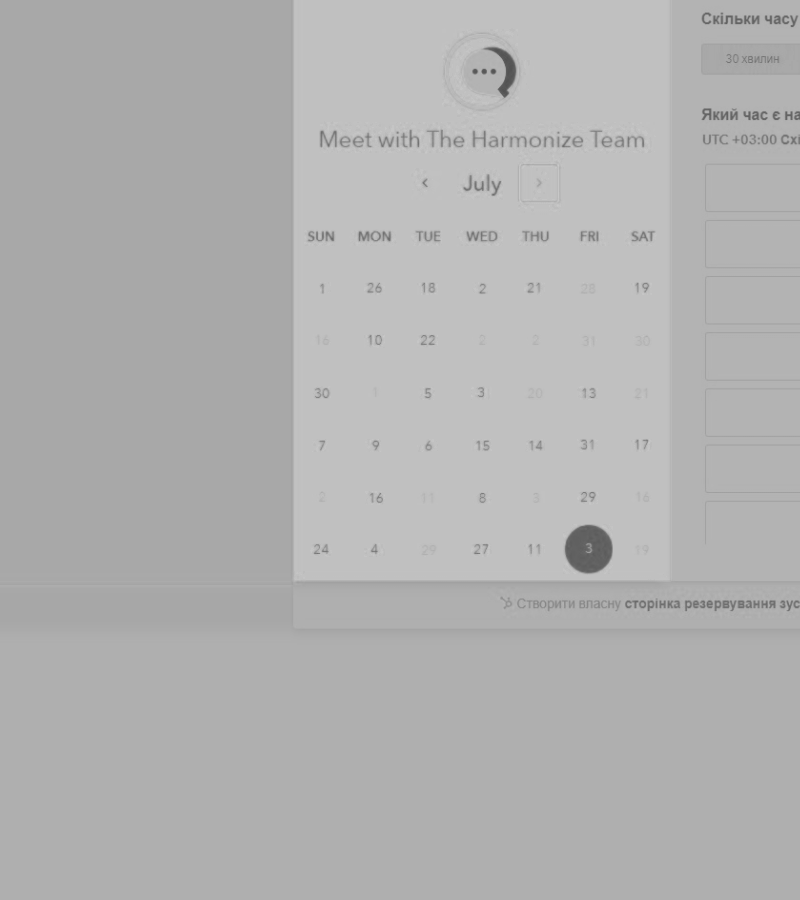 Скільки часу
30 хвилин
Meet with The Harmonize Team
Який час є на
UTC +03:00 Схі
July
SUN MON TUE WED THU FRI SAT
1 26 18 2 21 28 19
16 10 22 2 2 31 30
30 1 5 3 20 13 21
7 9 6 15 14 31 17
2 16 11 8 3 29 16
24 4 29 27 11 3 19
Створити власну сторінка резервування зус